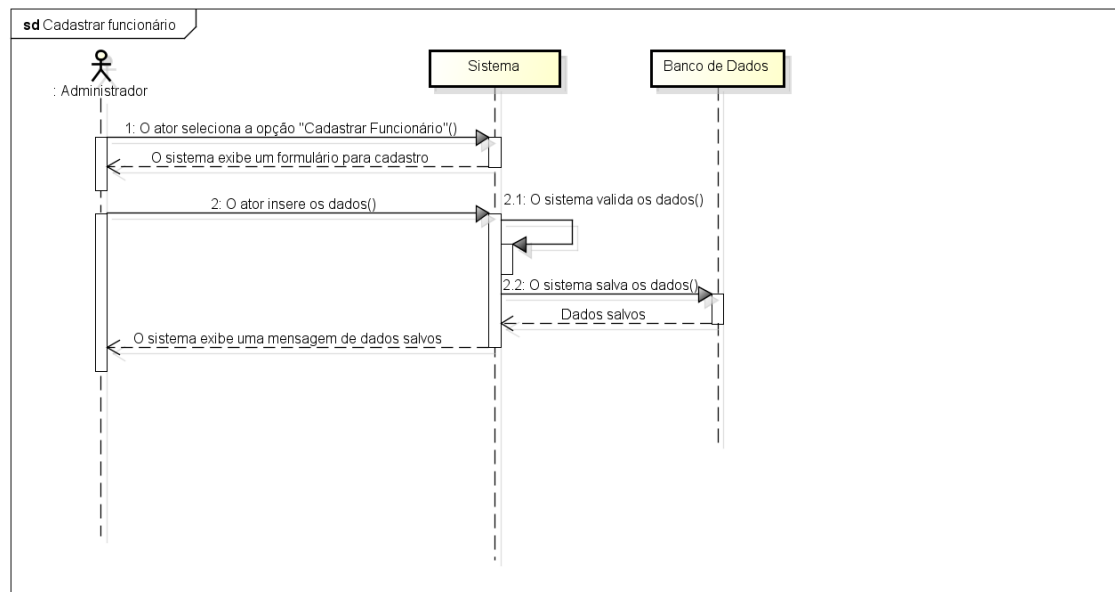 sd Cadastrar funcionário
: Administrador
Sistema
Banco de Dados
1: O ator seleciona a opção "Cadastrar Funcionário"()
O sistema exibe um formulário para cadastro
2: O ator insere os dados()
2.1: O sistema valida os dados()
2.2: O sistema salva os dados()
Dados salvos
O sistema exibe uma mensagem de dados salvos